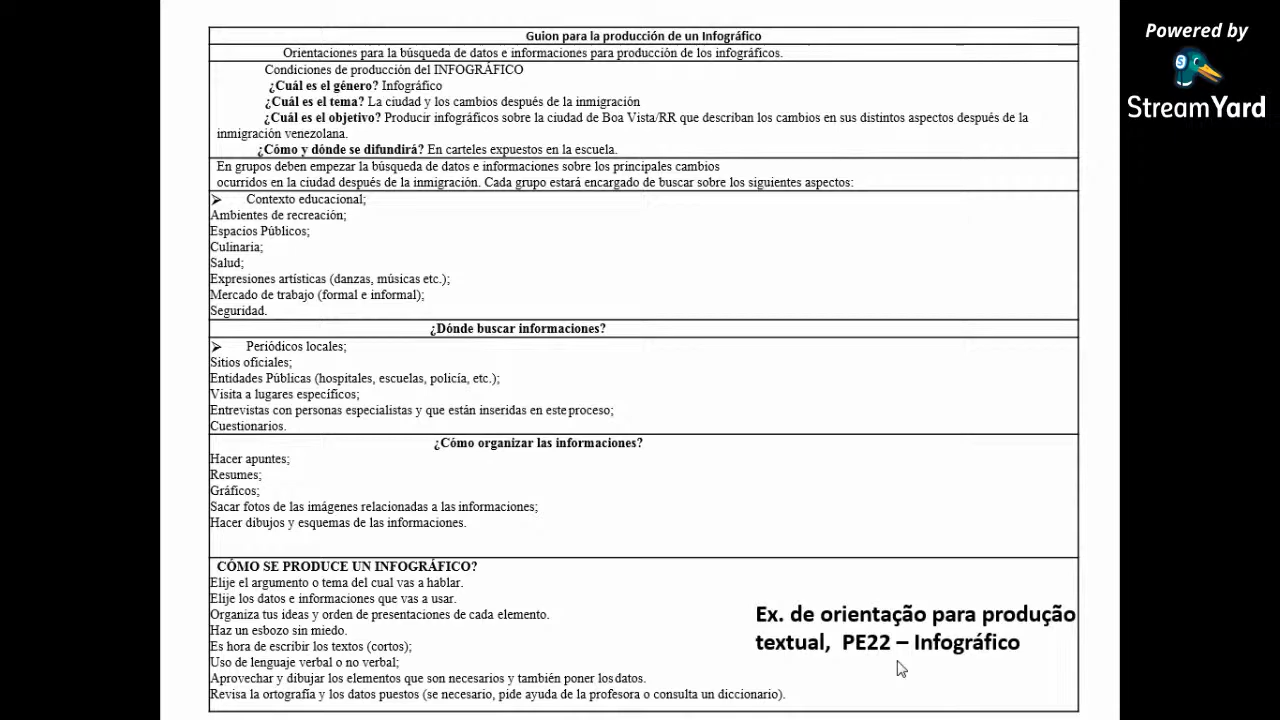 Guion para la producción de un Infográfico
Orientaciones para la búsqueda de datos e informaciones para producción de los infográficos.
Condiciones de producción del INFOGRÁFICO
¿Cuál es el género? Infográfico
¿Cuál es el tema? La ciudad y los cambios después de la inmigración
¿Cuál es el objetivo? Producir infográficos sobre la ciudad de Boa Vista/RR que describan los cambios en sus distintos aspectos después de la
inmigración venezolana.
¿Cómo y dónde se difundirá? En carteles expuestos en la escuela.
En grupos deben empezar la búsqueda de datos e informaciones sobre los principales cambios
ocurridos en la ciudad después de la inmigración. Cada grupo estará encargado de buscar sobre los siguientes aspectos:
➢ Contexto educacional;
Ambientes de recreación;
Espacios Públicos;
Culinaria;
Salud;
Expresiones artísticas (danzas, músicas etc.);
Mercado de trabajo (formal e informal);
Seguridad.
¿Dónde buscar informaciones?
➢ Periódicos locales;
Sitios oficiales;
Entidades Públicas (hospitales, escuelas, policía, etc.);
Visita a lugares específicos;
Entrevistas con personas especialistas y que están inseridas en este proceso;
Cuestionarios.
¿Cómo organizar las informaciones?
Hacer apuntes;
Resumes;
Gráficos;
Sacar fotos de las imágenes relacionadas a las informaciones;
Hacer dibujos y esquemas de las informaciones.
CÓMO SE PRODUCE UN INFOGRÁFICO?
Elije el argumento o tema del cual vas a hablar.
Elije los datos e informaciones que vas a usar.
Organiza tus ideas y orden de presentaciones de cada elemento.
Haz un esbozo sin miedo.
Es hora de escribir los textos (cortos);
Uso de lenguaje verbal o no verbal;
Aprovechar y dibujar los elementos que son necesarios y también poner los datos.
Revisa la ortografía y los datos puestos (se necesario, pide ayuda de la profesora o consulta un diccionario).
Ex. de orientação para produção
textual, PE22 – Infográfico
Powered by
StreamYard